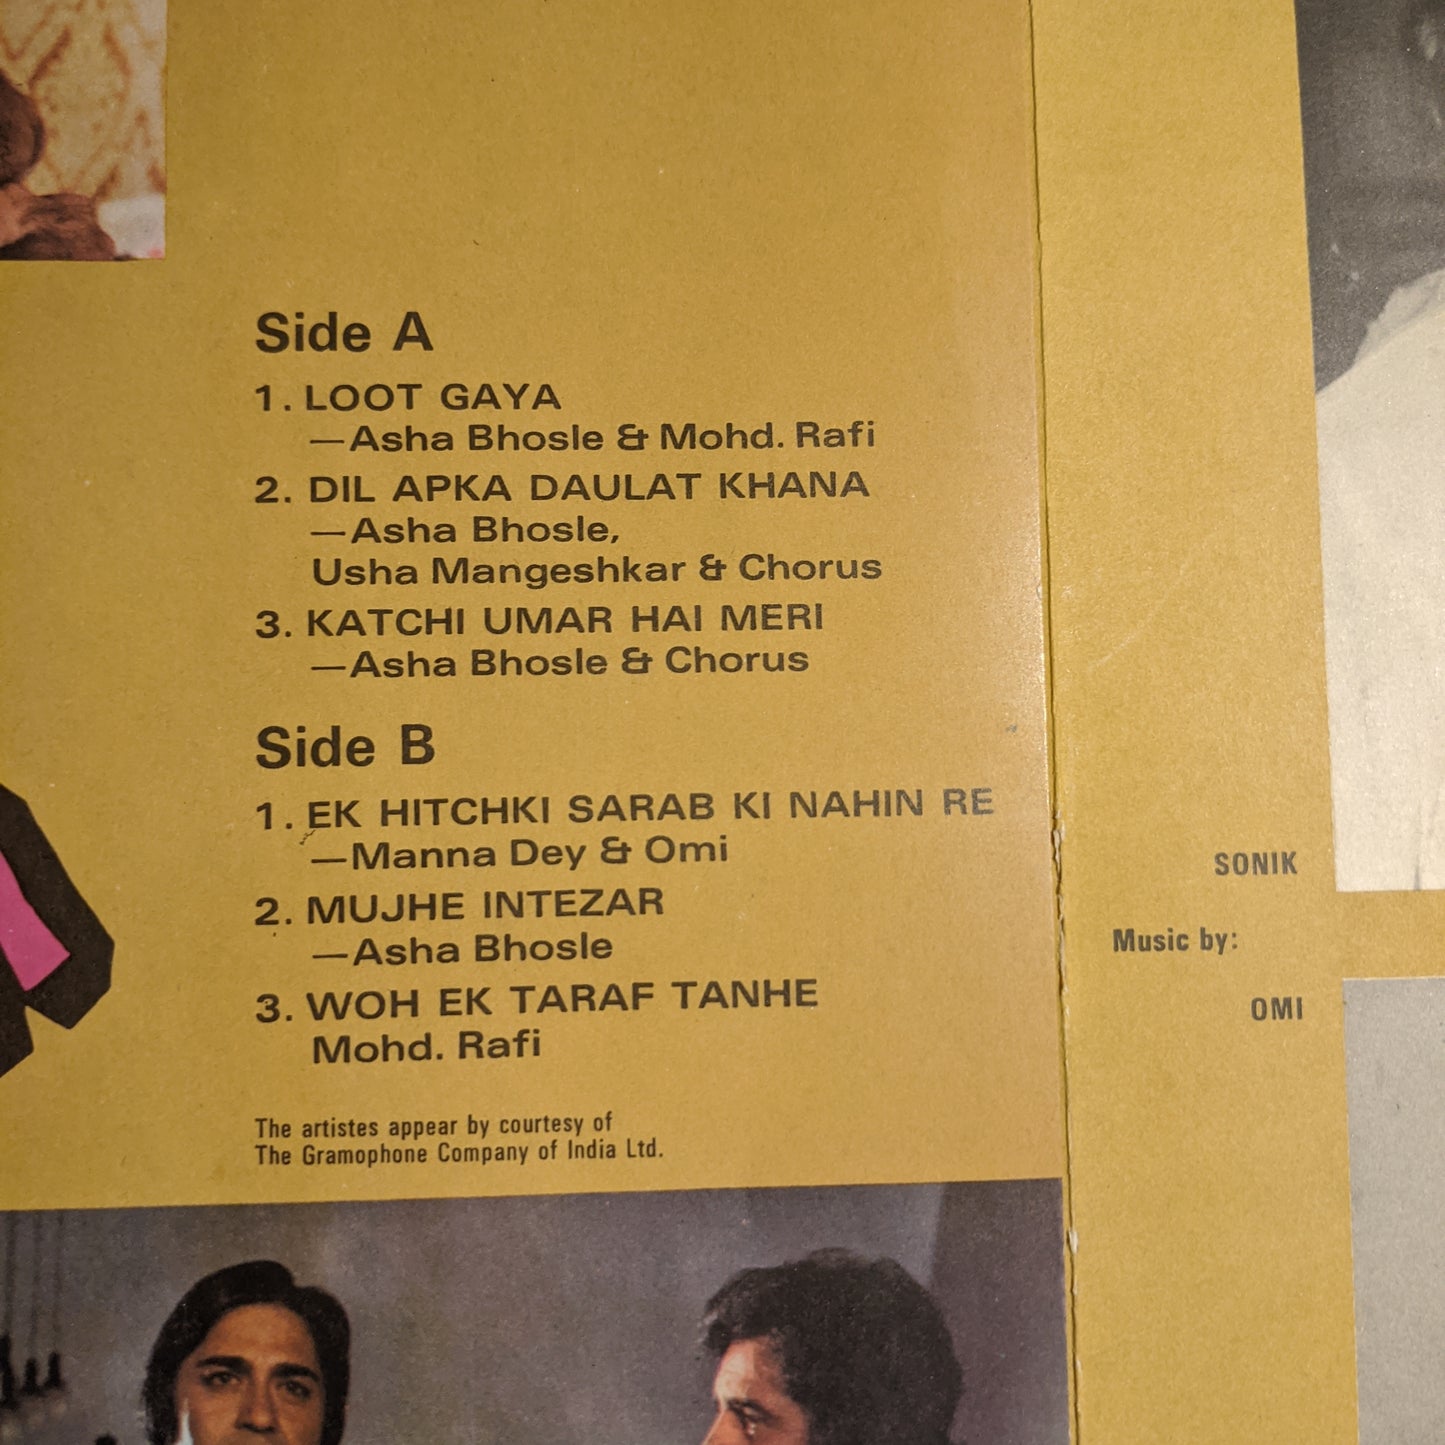 Side A
1. LOOT GAYA
—Asha Bhosle & Mohd. Rafi
2. DIL APKA DAULAT KHANA
—Asha Bhosle,
Usha Mangeshkar & Chorus
3. KATCHI UMAR HAI MERI
—Asha Bhosle & Chorus
Side B
1. EK HITCHKI SARAB KI NAHIN RE
—Manna Dey & Omi
2. MUJHE INTEZAR
—Asha Bhosle
3. WOH EK TARAF TANHE
Mohd. Rafi
The artistes appear by courtesy of
The Gramophone Company of India Ltd.
SONIK
Music by:
OMI